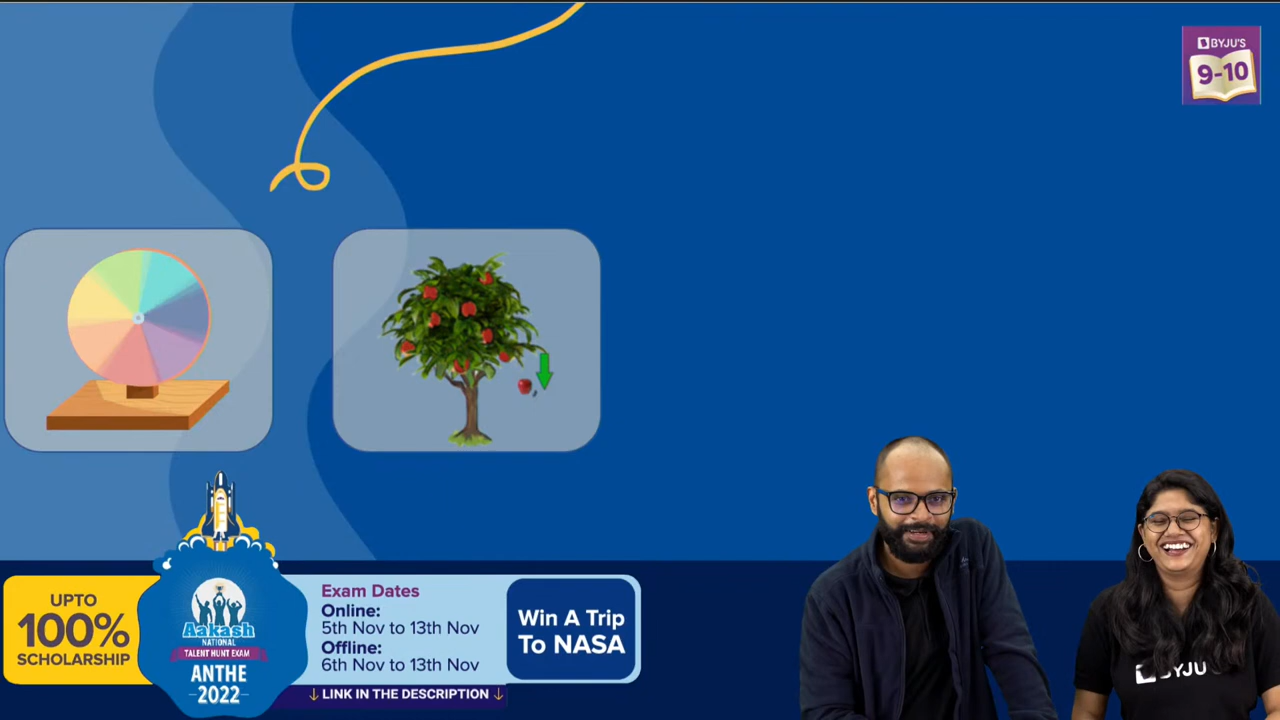 BYJU'S
9-10
UPTO
100%
SCHOLARSHIP
Aakash
NATIONAL
TALENT HUNT EXAM
ANTHE
2022
Exam Dates
Online:
5th Nov to 13th Nov
Offline:
6th Nov to 13th Nov
Win A Trip
To NASA
↓ LINK IN THE DESCRIPTION ↓
BYJU